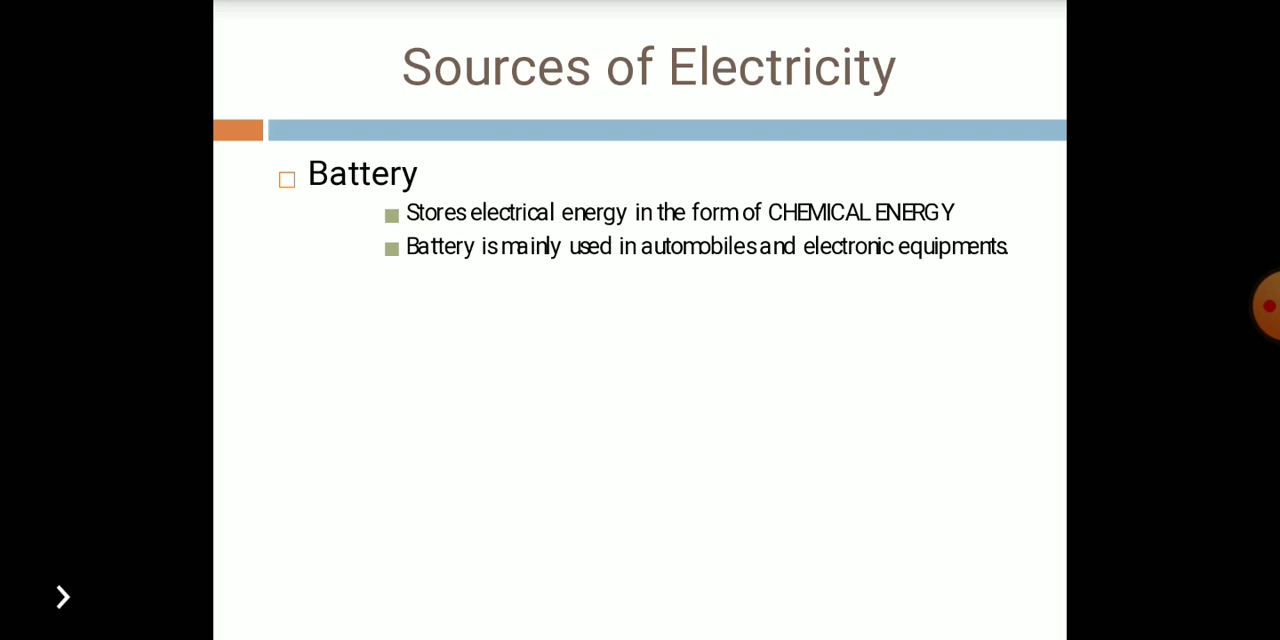 Sources of Electricity
Battery
Stores electrical energy in the form of CHEMICAL ENERGY
Battery is mainly used in automobiles and electronic equipments.